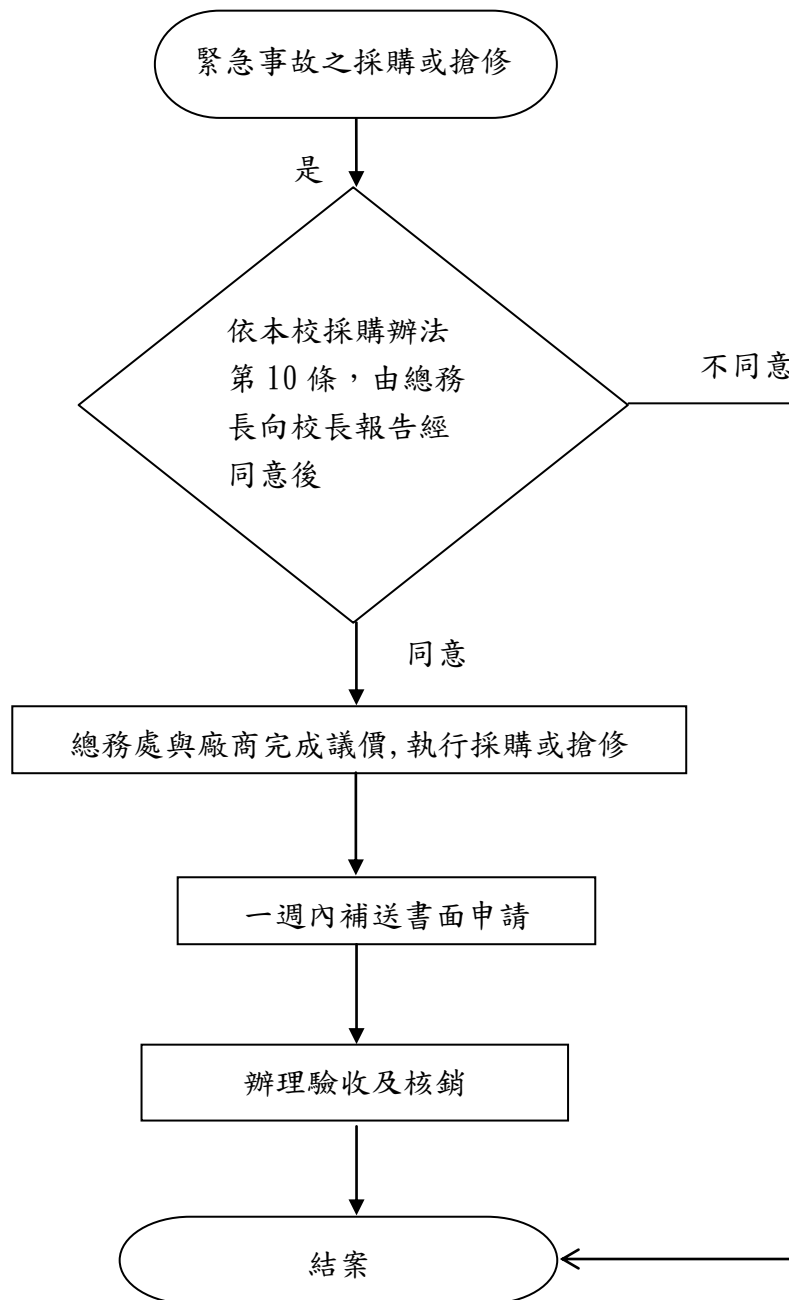 緊急事故之採購或搶修
是
依本校採購辦法
第10條，由總務
長向校長報告經
同意後
不同意
同意
總務處與廠商完成議價,執行採購或搶修
一週內補送書面申請
辦理驗收及核銷
結案